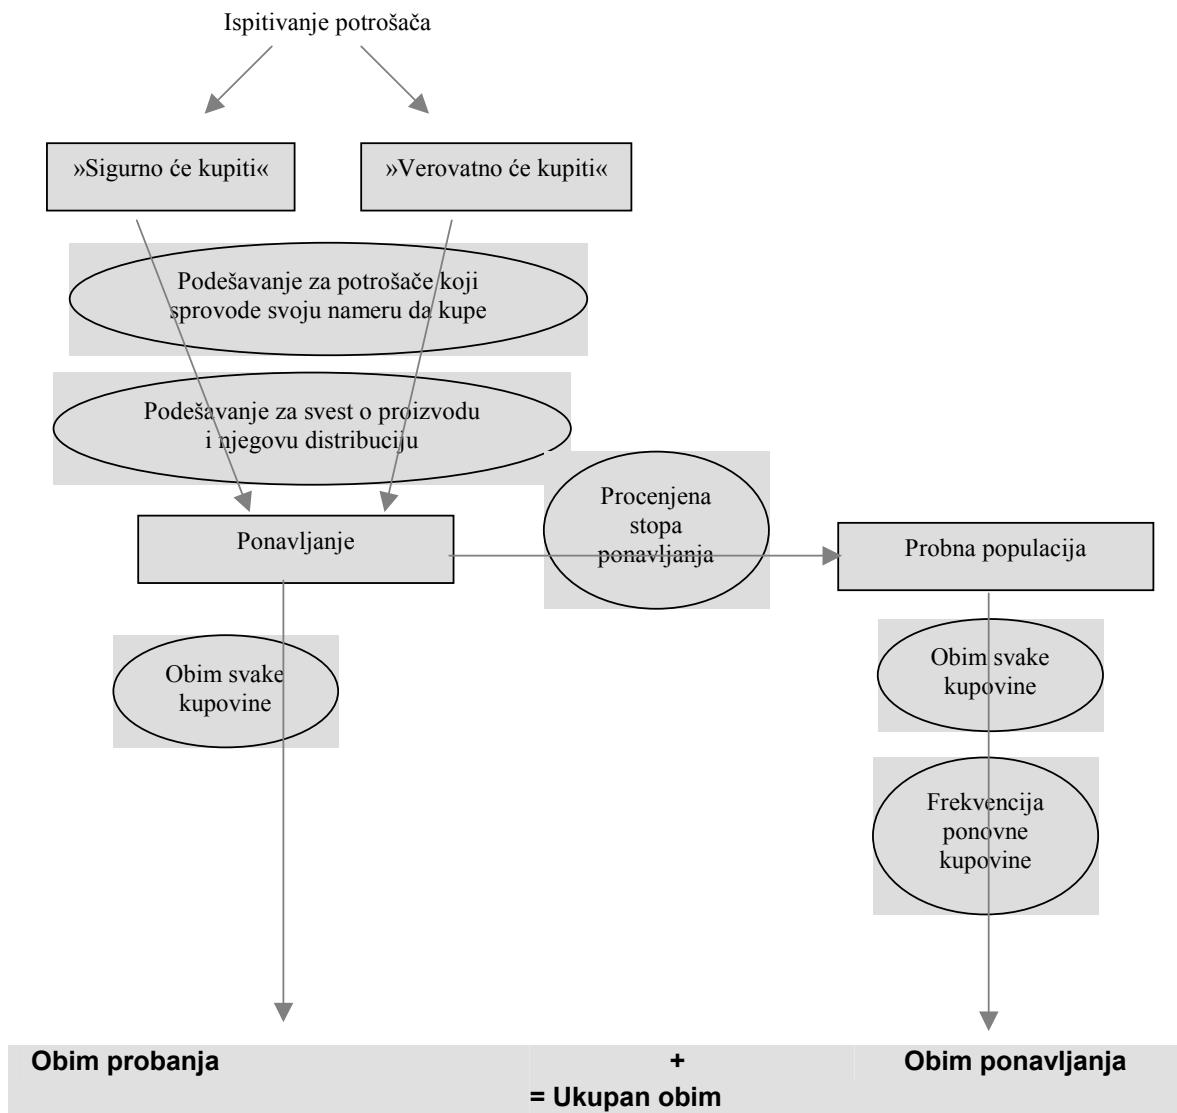 Ispitivanje potrošača
»Sigurno će kupiti«
»Verovatno će kupiti«
Podešavanje za potrošače koji
sprovode svoju nameru da kupe
Podešavanje za svest o proizvodu
i njegovu distribuciju
Procenjena
stopa
ponavljanja
Ponavljanje
Probna populacija
Obim svake
kupovine
Obim svake
kupovine
Frekvencija
ponovne
kupovine
Obim probanja + Obim ponavljanja
= Ukupan obim